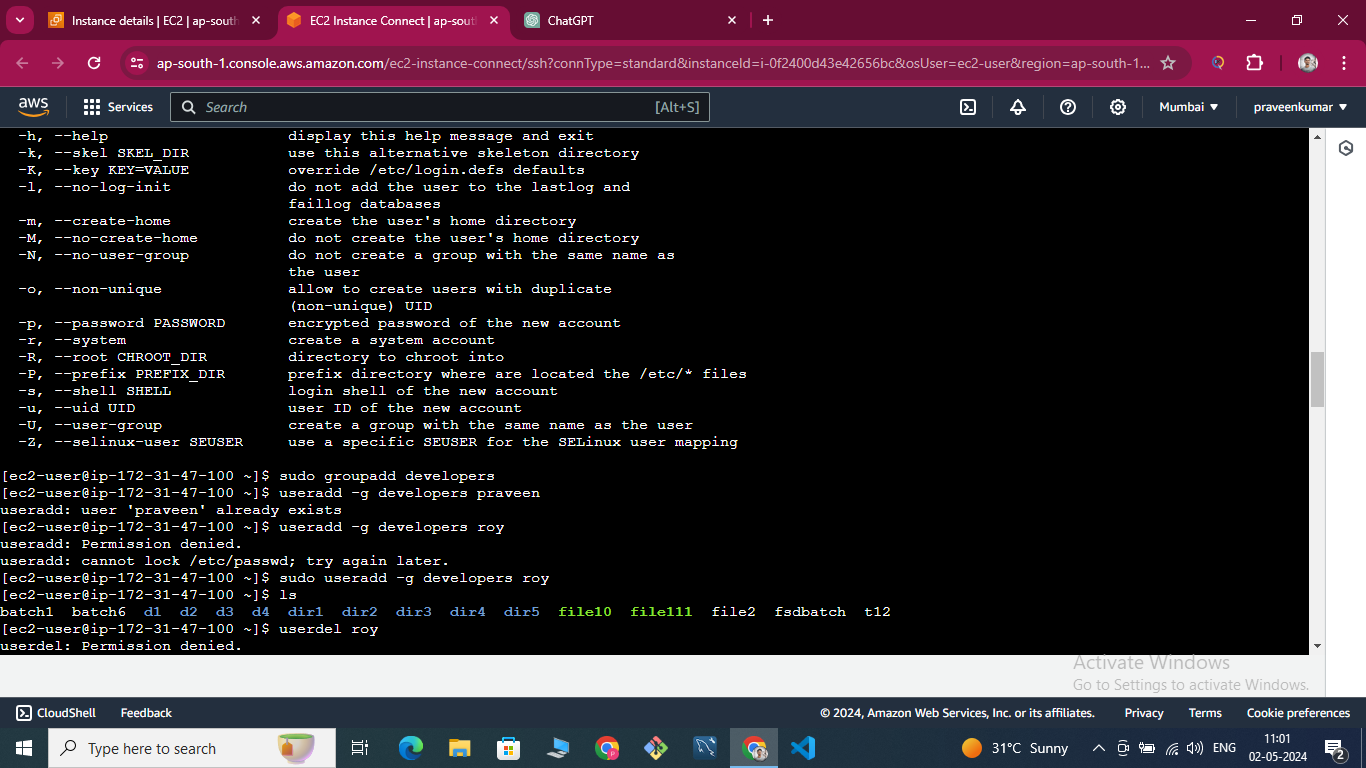 Instance details | EC2 | ap-south
EC2 Instance Connect | ap-sout
ChatGPT
ap-south-1.console.aws.amazon.com/ec2-instance-connect/ssh?connType=standard&instanceId=i-0f2400d43e42656bc&osUser=ec2-user&region=ap-south-1...
aws Services Search [Alt+S] Mumbai praveenkumar
-h, --help display this help message and exit
-k, --skel SKEL_DIR use this alternative skeleton directory
-K, --key KEY=VALUE override /etc/login.defs defaults
-l, --no-log-init do not add the user to the lastlog and
faillog databases
-m, --create-home create the user's home directory
-M, --no-create-home do not create the user's home directory
-N, --no-user-group do not create a group with the same name as
the user
-o, --non-unique allow to create users with duplicate
(non-unique) UID
-p, --password PASSWORD encrypted password of the new account
-r, --system create a system account
-R, --root CHROOT_DIR directory to chroot into
-P, --prefix PREFIX_DIR prefix directory where are located the /etc/* files
-s, --shell SHELL login shell of the new account
-u, --uid UID user ID of the new account
-U, --user-group create a group with the same name as the user
-Z, --selinux-user SEUSER use a specific SEUSER for the SELinux user mapping
[ec2-user@ip-172-31-47-100 ~]$ sudo groupadd developers
[ec2-user@ip-172-31-47-100 ~]$ useradd -g developers praveen
useradd: user 'praveen' already exists
[ec2-user@ip-172-31-47-100 ~]$ useradd -g developers roy
useradd: Permission denied.
useradd: cannot lock /etc/passwd; try again later.
[ec2-user@ip-172-31-47-100 ~]$ sudo useradd -g developers roy
[ec2-user@ip-172-31-47-100 ~]$ ls
batch1 batch6 d1 d2 d3 d4 dir1 dir2 dir3 dir4 dir5 file10 file111 file2 fsdbatch t12
[ec2-user@ip-172-31-47-100 ~]$ userdel roy
userdel: Permission denied.
Activate Windows
Go to Settings to activate Windows.
CloudShell Feedback © 2024, Amazon Web Services, Inc. or its affiliates. Privacy Terms Cookie preferences
Type here to search 31°C Sunny ENG 11:01
02-05-2024 2